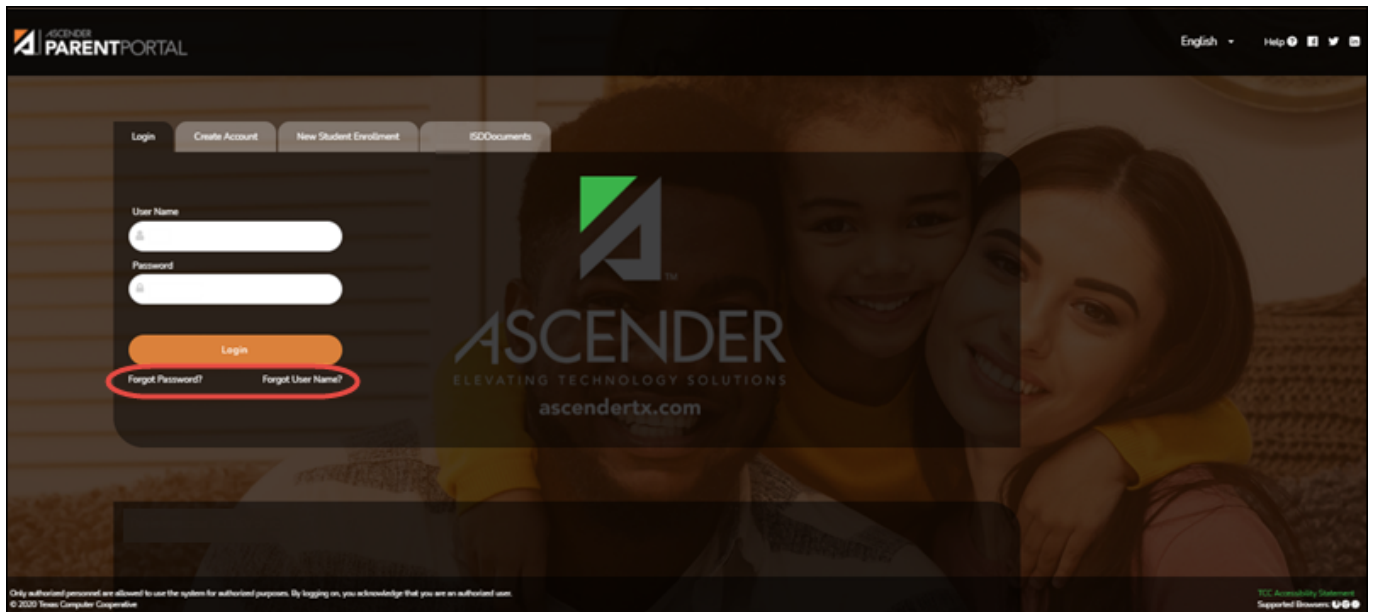 ASCENDER
PARENTPORTAL
English
Help
Login
Create Account
New Student Enrollment
ISDDocuments
User Name
Password
Login
Forgot Password?
Forgot User Name?
ASCENDER
TM
ELEVATING TECHNOLOGY SOLUTIONS
ascendertx.com
Only authorized personnel are allowed to use the system for authorized purposes. By logging on, you acknowledge that you are an authorized user.
© 2020 Texas Computer Cooperative
TCC Accessibility Statement
Supported Browsers: